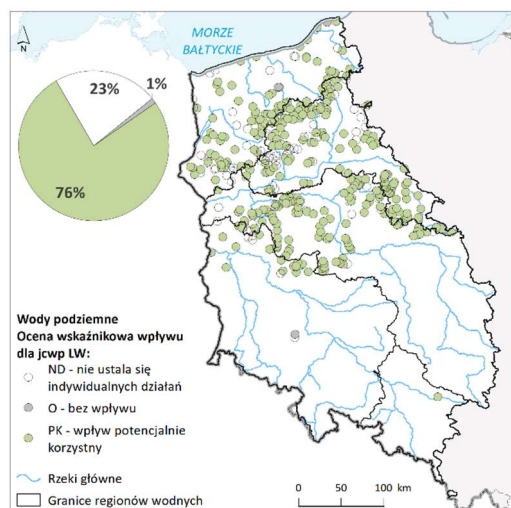 MORZE
BAŁTYCKIE
N
23%
1%
76%
Wody podziemne
Ocena wskaźnikowa wpływu
dla jcwp LW:
ND - nie ustala się
indywidualnych działań
O - bez wpływu
PK - wpływ potencjalnie
korzystny
Rzeki główne
Granice regionów wodnych
0 50 100 km